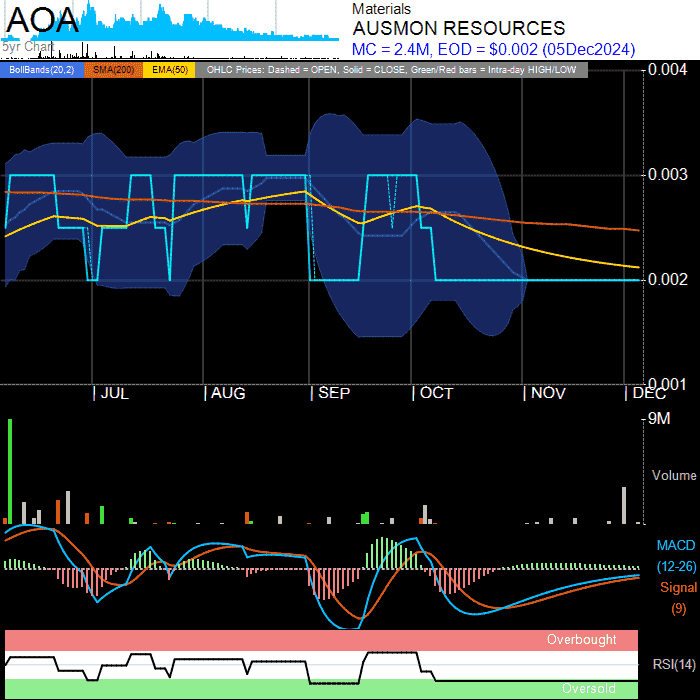 AOA
5yr Chart
Materials
AUSMON RESOURCES
MC = 2.4M, EOD = $0.002 (05Dec2024)
BollBands(20,2) SMA(200) EMA(50) OHLC Prices: Dashed = OPEN, Solid = CLOSE, Green/Red bars = Intra-day HIGH/LOW
0.004
0.003
0.002
0.001
JUL AUG SEP OCT NOV DEC
9M
Volume
MACD
(12-26)
Signal
(9)
Overbought
RSI(14)
Oversold